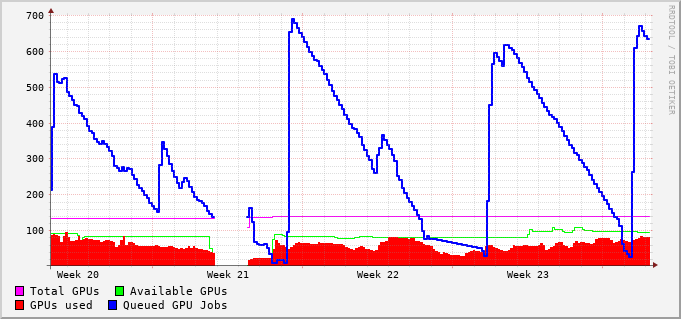 700
600
500
400
300
200
100
Week 20 Week 21 Week 22 Week 23
Total GPUs Available GPUs
GPUs used Queued GPU Jobs
RRDTOOL / TOBI OETIKER